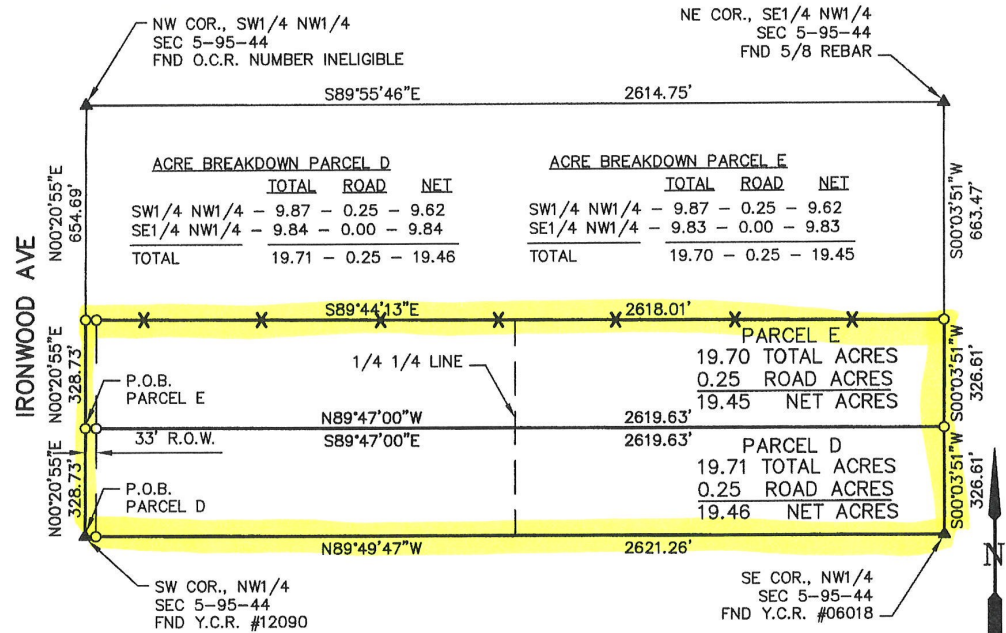 NW COR., SW1/4 NW1/4
SEC 5-95-44
FND O.C.R. NUMBER INELIGIBLE
NE COR., SE1/4 NW1/4
SEC 5-95-44
FND 5/8 REBAR
S89°55'46"E 2614.75'
N00°20'55"E
654.69'
S00°03'51"W
663.47'
ACRE BREAKDOWN PARCEL D
TOTAL ROAD NET
SW1/4 NW1/4 - 9.87 - 0.25 - 9.62
SE1/4 NW1/4 - 9.84 - 0.00 - 9.84
TOTAL 19.71 - 0.25 - 19.46
ACRE BREAKDOWN PARCEL E
TOTAL ROAD NET
SW1/4 NW1/4 - 9.87 - 0.25 - 9.62
SE1/4 NW1/4 - 9.83 - 0.00 - 9.83
TOTAL 19.70 - 0.25 - 19.45
IRONWOOD AVE
S89°44'13"E 2618.01'
N00°20'55"E
328.73'
P.O.B.
PARCEL E
1/4 1/4 LINE
PARCEL E
19.70 TOTAL ACRES
0.25 ROAD ACRES
19.45 NET ACRES
S00°03'51"W
326.61'
N89°47'00"W 2619.63'
S89°47'00"E 2619.63'
33' R.O.W.
N00°20'55"E
328.73'
P.O.B.
PARCEL D
PARCEL D
19.71 TOTAL ACRES
0.25 ROAD ACRES
19.46 NET ACRES
S00°03'51"W
326.61'
N89°49'47"W 2621.26'
SW COR., NW1/4
SEC 5-95-44
FND Y.C.R. #12090
SE COR., NW1/4
SEC 5-95-44
FND Y.C.R. #06018
N